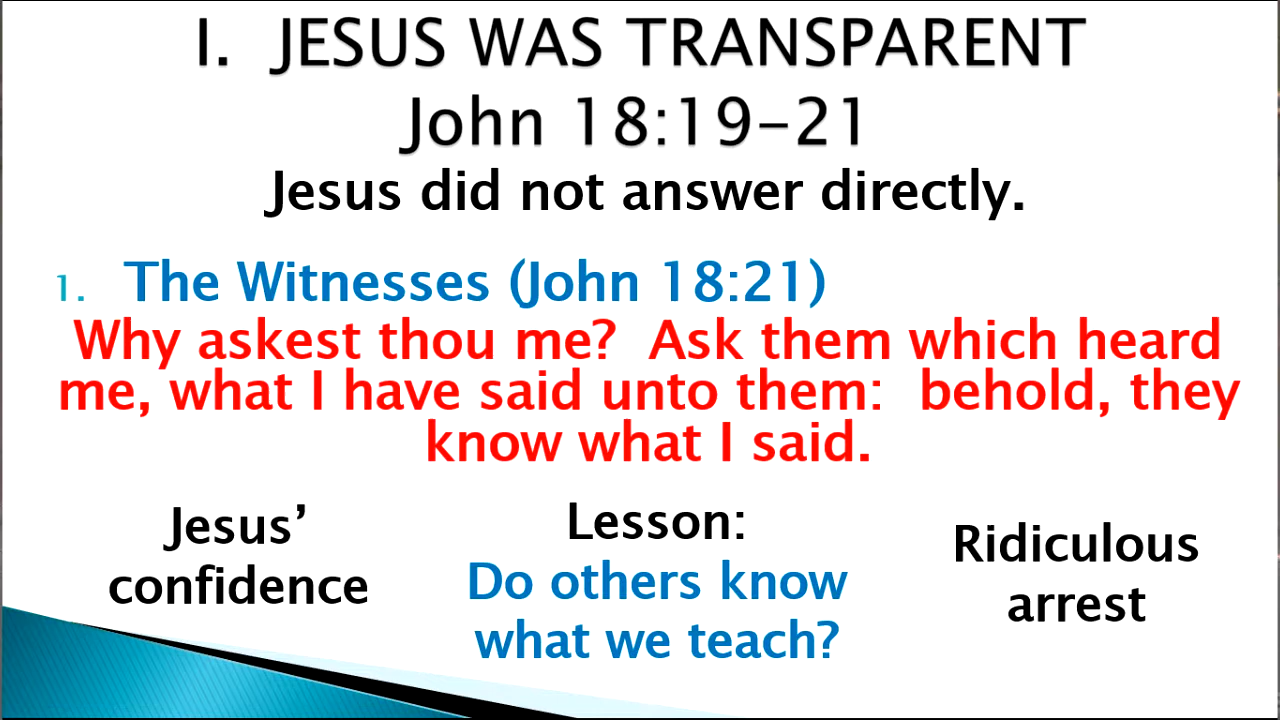 I. JESUS WAS TRANSPARENT
John 18:19-21
Jesus did not answer directly.
1. The Witnesses (John 18:21)
Why askest thou me? Ask them which heard
me, what I have said unto them: behold, they
know what I said.
Jesus’
confidence
Lesson:
Do others know
what we teach?
Ridiculous
arrest